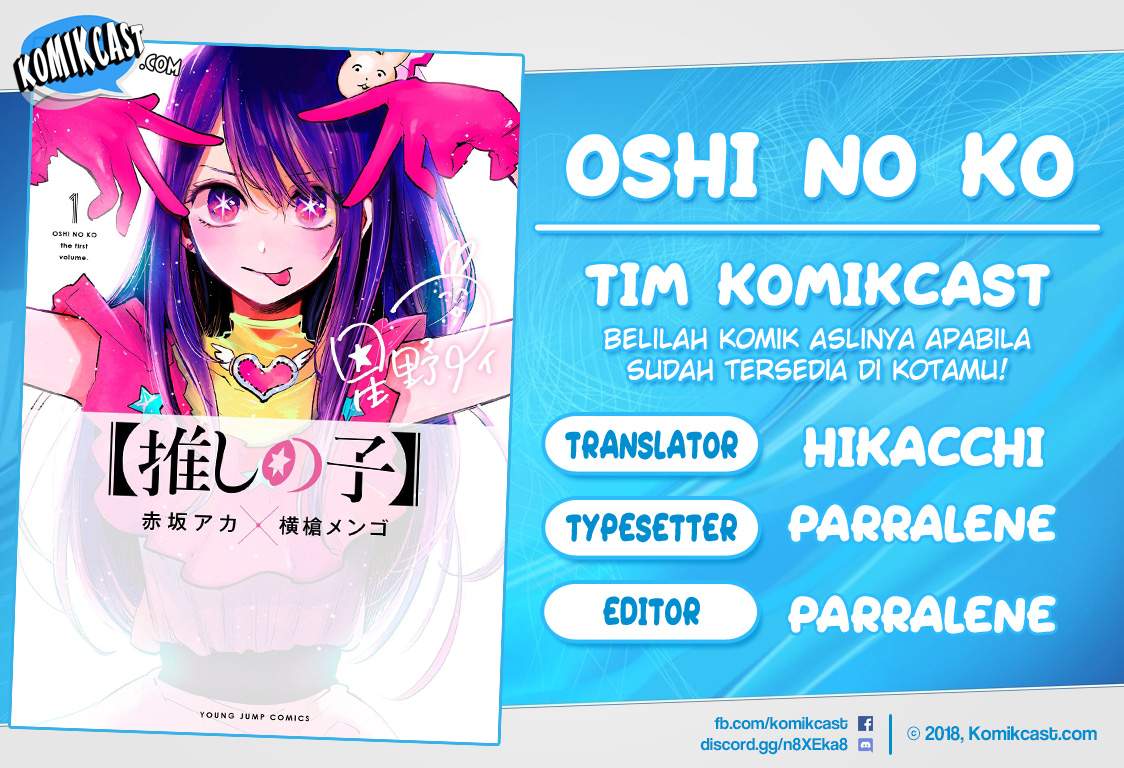 KOMIKCAST
.COM
1
OSHI NO KO
the first
volume.
星野アイ
【推しの子】
赤坂アカ×横槍メンゴ
YOUNG JUMP COMICS
OSHI NO KO
TIM KOMIKCAST
BELILAH KOMIK ASLINYA APABILA
SUDAH TERSEDIA DI KOTAMU!
TRANSLATOR HIKACCHI
TYPESETTER PARRALENE
EDITOR PARRALENE
fb.com/komikcast
discord.gg/n8XEka8
© 2018, Komikcast.com